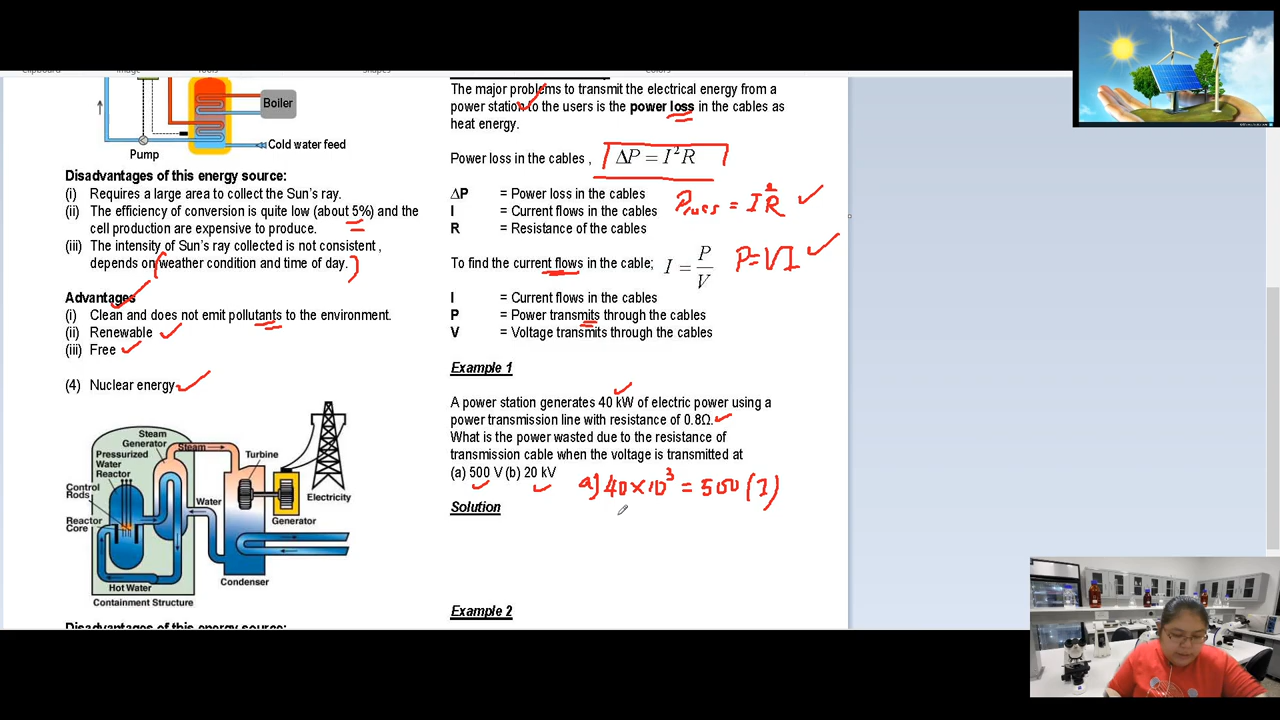 Boiler
Cold water feed
Pump
Disadvantages of this energy source:
(i) Requires a large area to collect the Sun's ray.
(ii) The efficiency of conversion is quite low (about 5%) and the
cell production are expensive to produce.
(iii) The intensity of Sun's ray collected is not consistent ,
depends on weather condition and time of day.
Advantages
(i) Clean and does not emit pollutants to the environment.
(ii) Renewable
(iii) Free
(4) Nuclear energy
Steam
Generator
Pressurized
Water
Reactor
Control
Rods
Reactor
Core
Steam
Turbine
Water
Electricity
Generator
Hot Water
Condenser
Containment Structure
Disadvantages of this energy source:
The major problems to transmit the electrical energy from a
power station to the users is the power loss in the cables as
heat energy.
Power loss in the cables , ΔP = I²R
ΔP = Power loss in the cables
I = Current flows in the cables
R = Resistance of the cables
P = I²R
To find the current flows in the cable; I = P/V
P=VI
I = Current flows in the cables
P = Power transmits through the cables
V = Voltage transmits through the cables
Example 1
A power station generates 40 kW of electric power using a
power transmission line with resistance of 0.8Ω.
What is the power wasted due to the resistance of
transmission cable when the voltage is transmitted at
(a) 500 V (b) 20 kV
a) 40 x 10³ = 500 (I)
Solution
Example 2